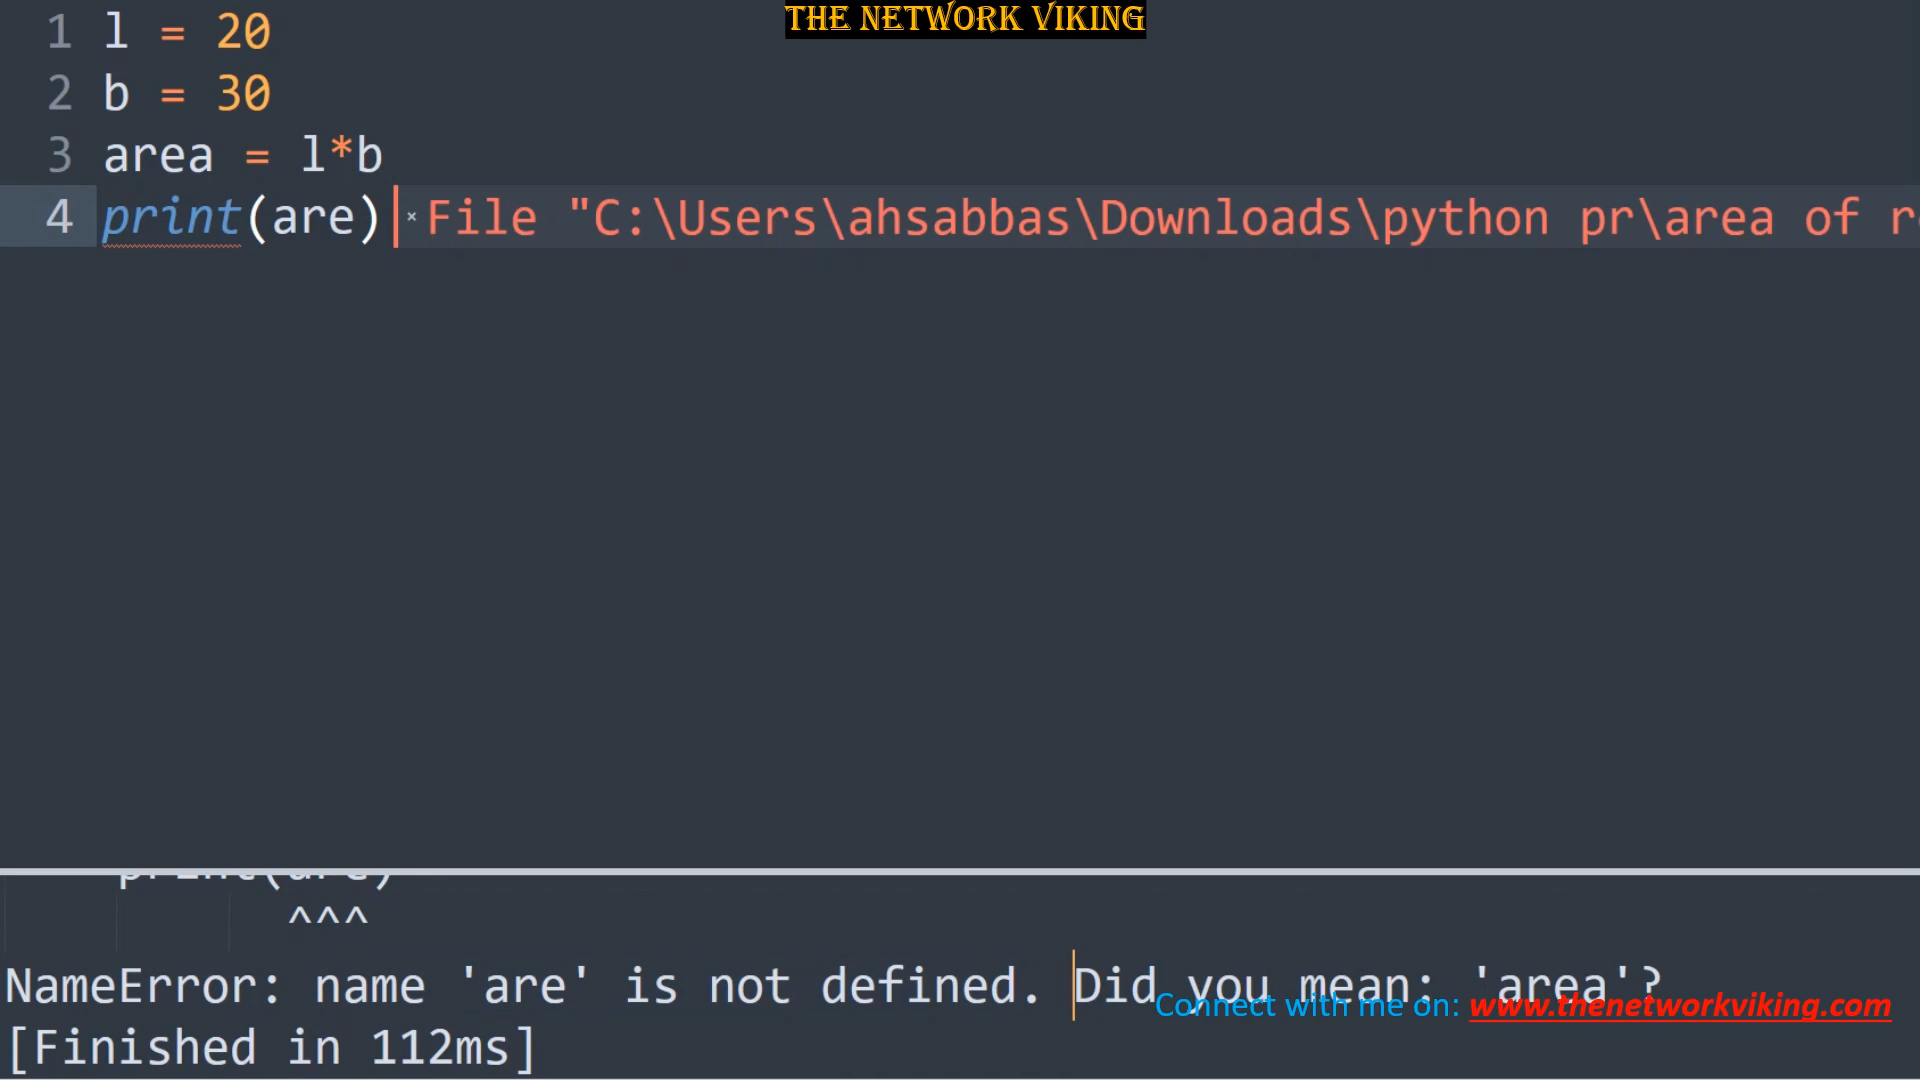 THE NETWORK VIKING
1 l = 20
2 b = 30
3 area = l*b
4 print(are) × File "C:\Users\ahsabbas\Downloads\python pr\area of r
print(are)
^^^
NameError: name 'are' is not defined. Did you mean: 'area'?
Connect with me on: www.thenetworkviking.com
[Finished in 112ms]